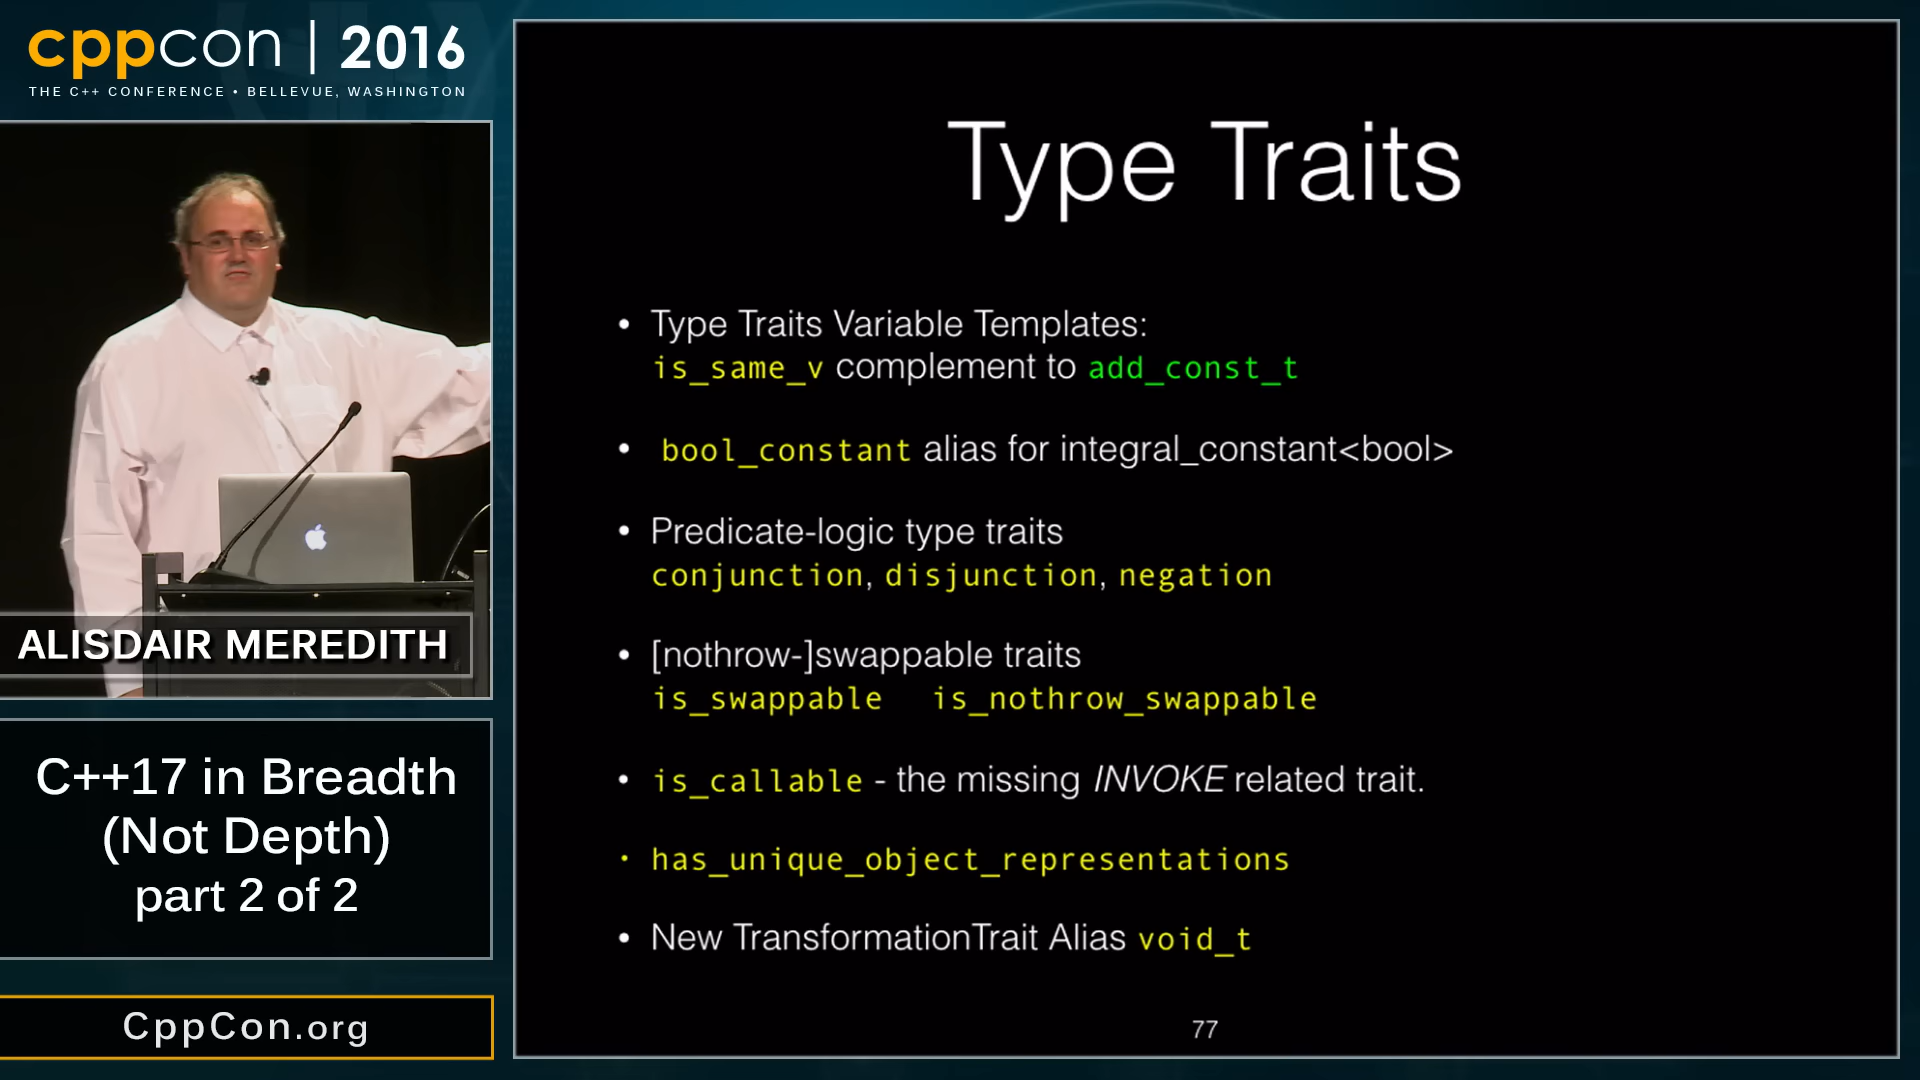 cppcon | 2016
THE C++ CONFERENCE • BELLEVUE, WASHINGTON
ALISDAIR MEREDITH
C++17 in Breadth
(Not Depth)
part 2 of 2
CppCon.org
Type Traits
• Type Traits Variable Templates:
is_same_v complement to add_const_t
• bool_constant alias for integral_constant<bool>
• Predicate-logic type traits
conjunction, disjunction, negation
• [nothrow-]swappable traits
is_swappable is_nothrow_swappable
• is_callable - the missing INVOKE related trait.
• has_unique_object_representations
• New TransformationTrait Alias void_t
77